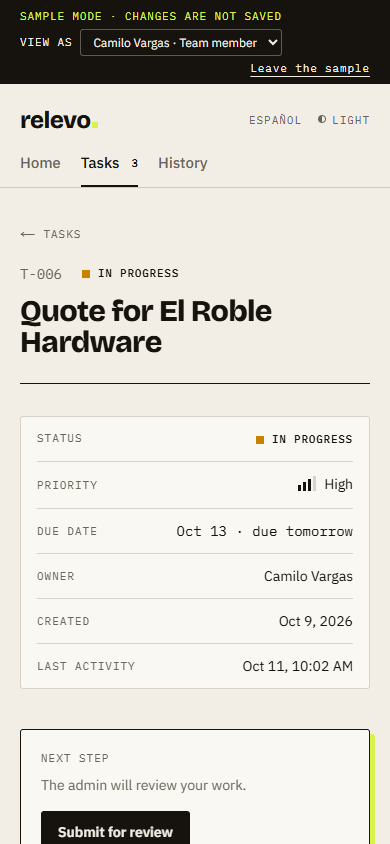 SAMPLE MODE · CHANGES ARE NOT SAVED
VIEW AS Camilo Vargas · Team member
Leave the sample
relevo.
ESPAÑOL LIGHT
Home Tasks 3 History
← TASKS
T-006 IN PROGRESS
Quote for El Roble
Hardware
STATUS IN PROGRESS
PRIORITY High
DUE DATE Oct 13 · due tomorrow
OWNER Camilo Vargas
CREATED Oct 9, 2026
LAST ACTIVITY Oct 11, 10:02 AM
NEXT STEP
The admin will review your work.
Submit for review